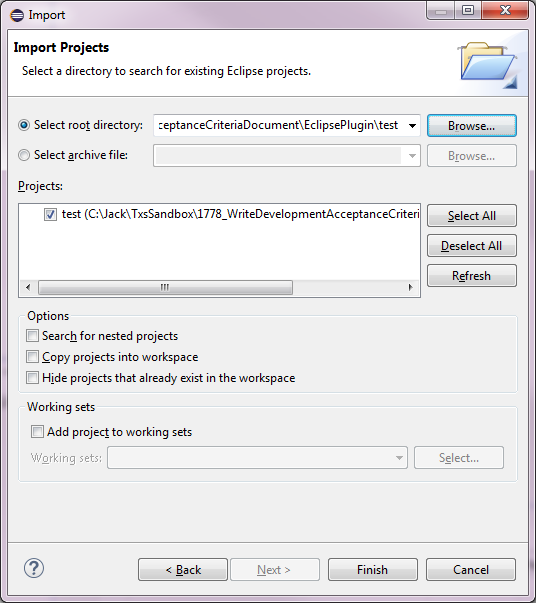 Import
Import Projects
Select a directory to search for existing Eclipse projects.
Select root directory:
ceptanceCriteriaDocument\EclipsePlugin\test
Browse...
Select archive file:
Browse...
Projects:
test (C:\Jack\TxsSandbox\1778_WriteDevelopmentAcceptanceCriteri
Select All
Deselect All
Refresh
Options
Search for nested projects
Copy projects into workspace
Hide projects that already exist in the workspace
Working sets
Add project to working sets
Working sets:
Select...
?
< Back
Next >
Finish
Cancel